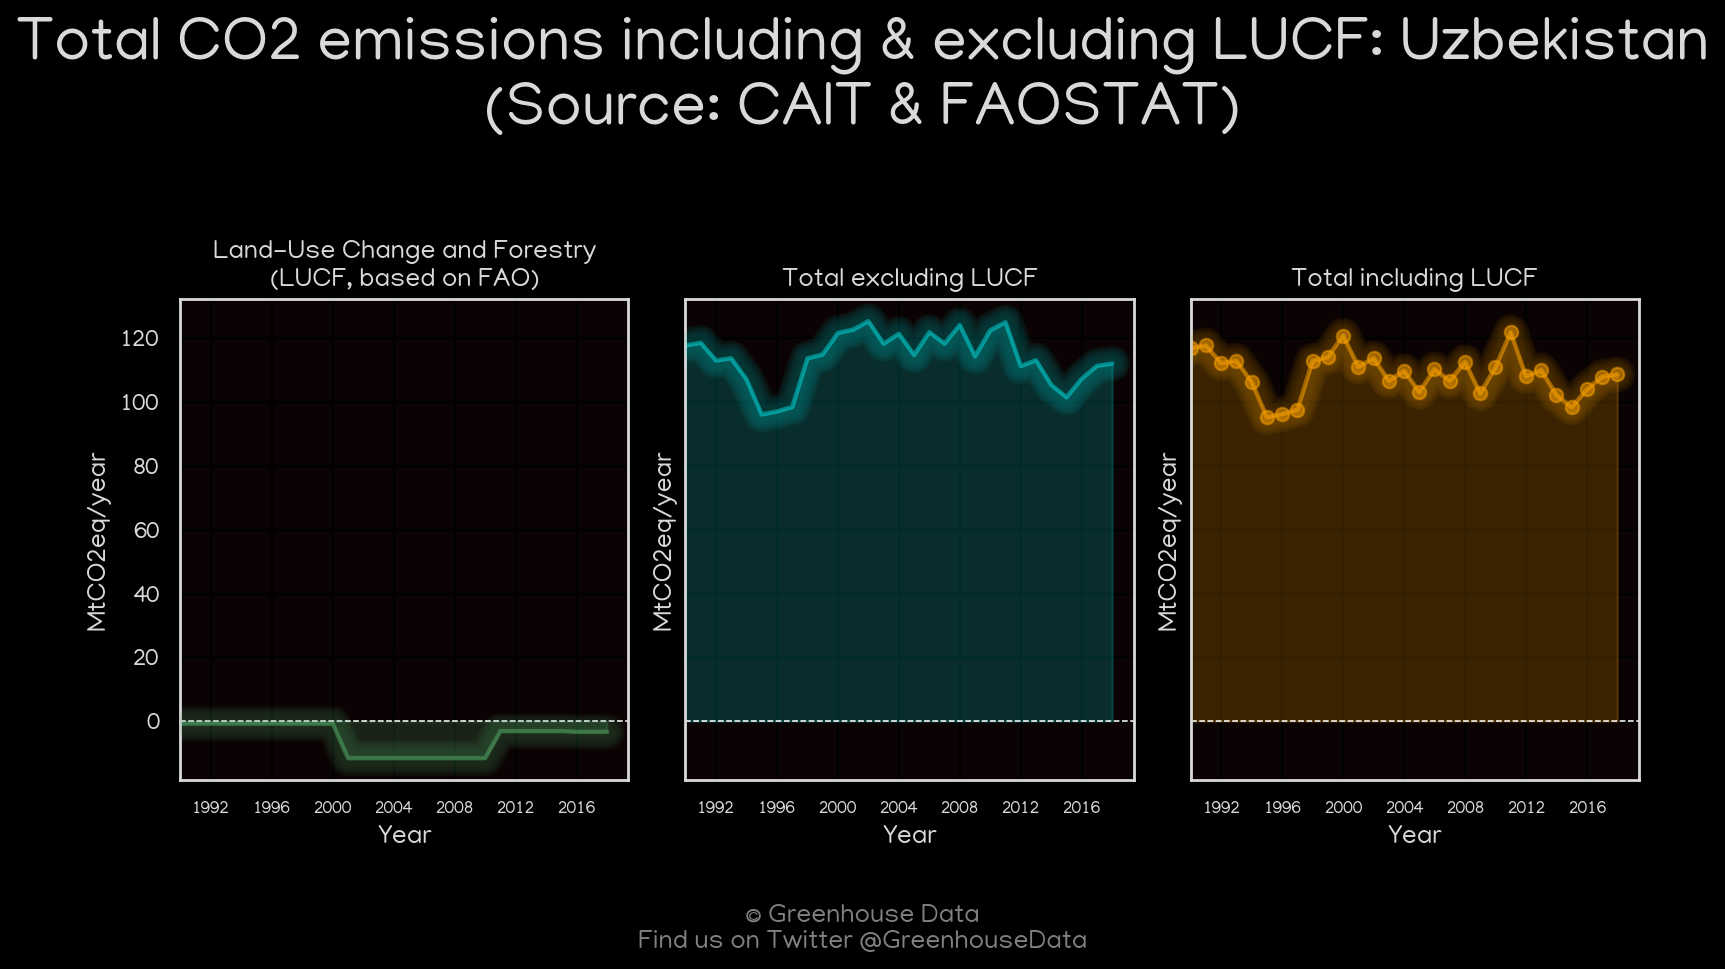 Total CO2 emissions including & excluding LUCF: Uzbekistan
(Source: CAIT & FAOSTAT)
Land-Use Change and Forestry
(LUCF, based on FAO)
Total excluding LUCF
Total including LUCF
MtCO2eq/year
120
100
80
60
40
20
0
MtCO2eq/year
MtCO2eq/year
1992 1996 2000 2004 2008 2012 2016
1992 1996 2000 2004 2008 2012 2016
1992 1996 2000 2004 2008 2012 2016
Year
Year
Year
© Greenhouse Data
Find us on Twitter @GreenhouseData